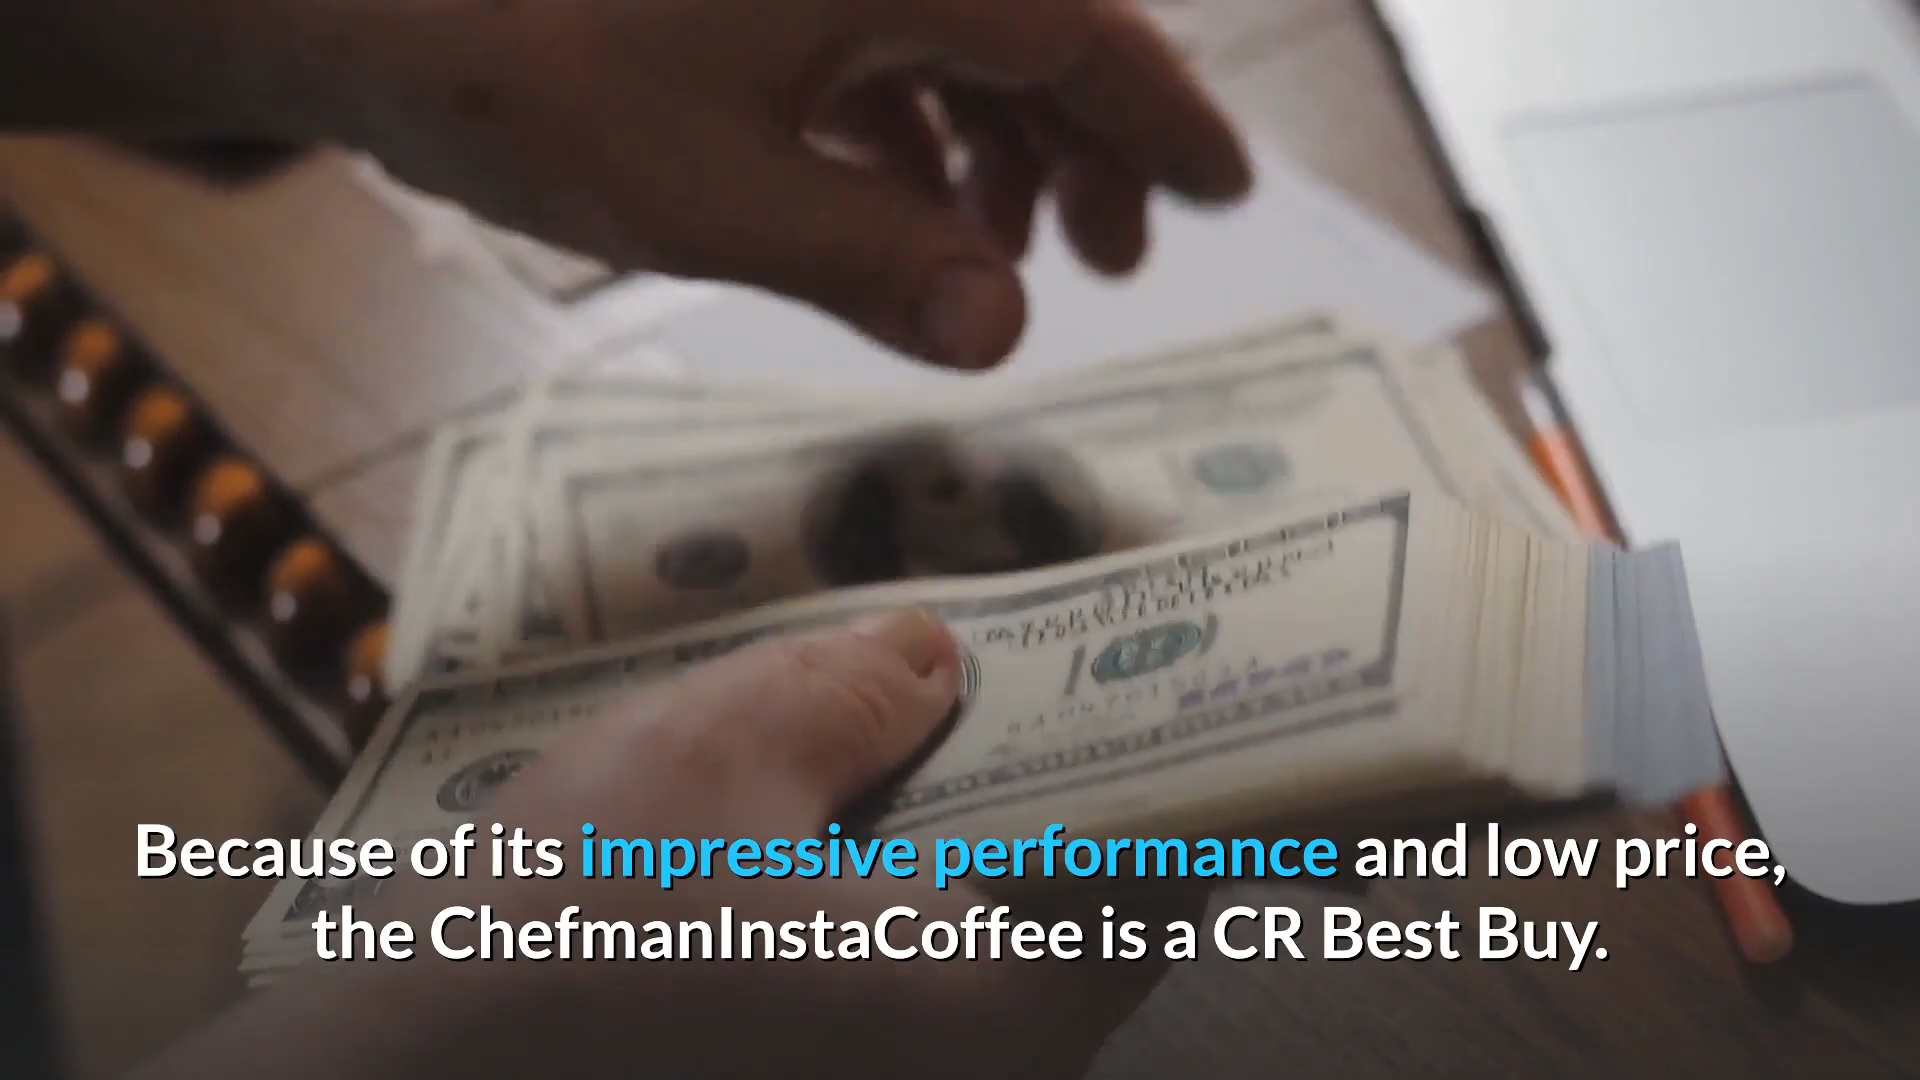 Because of its impressive performance and low price,
the ChefmanInstaCoffee is a CR Best Buy.